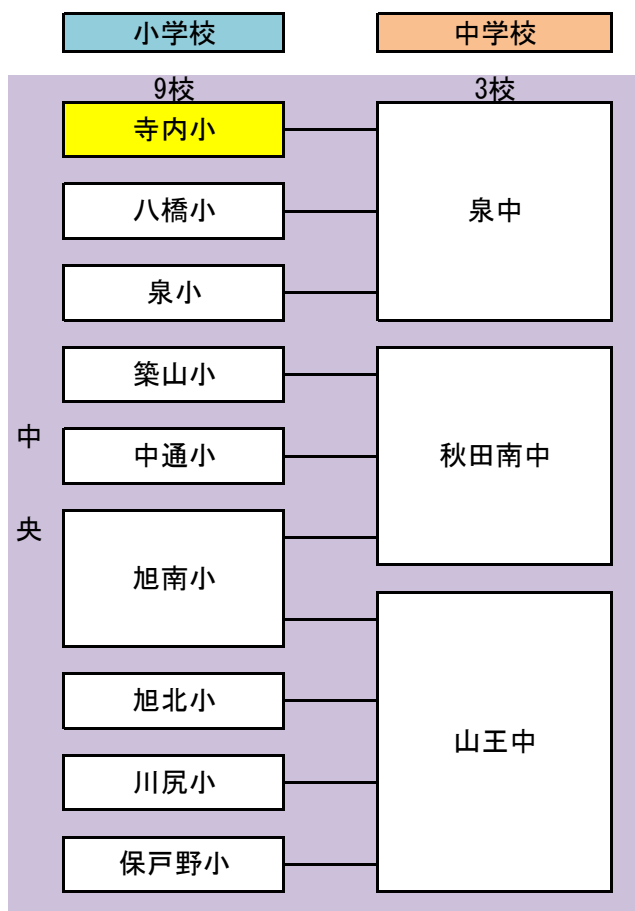 小学校
中学校
9校
3校
寺内小
八橋小
泉中
泉小
築山小
中
中通小
秋田南中
央
旭南小
旭北小
山王中
川尻小
保戸野小